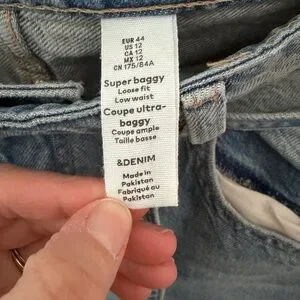 EUR 44
US 12
CA 12
MX 12
CN 175/84A
Super baggy
Loose fit
Low waist
Coupe ultra-
baggy
Coupe ample
Taille basse
&DENIM
Made in
Pakistan
Fabriqué au
Pakistan